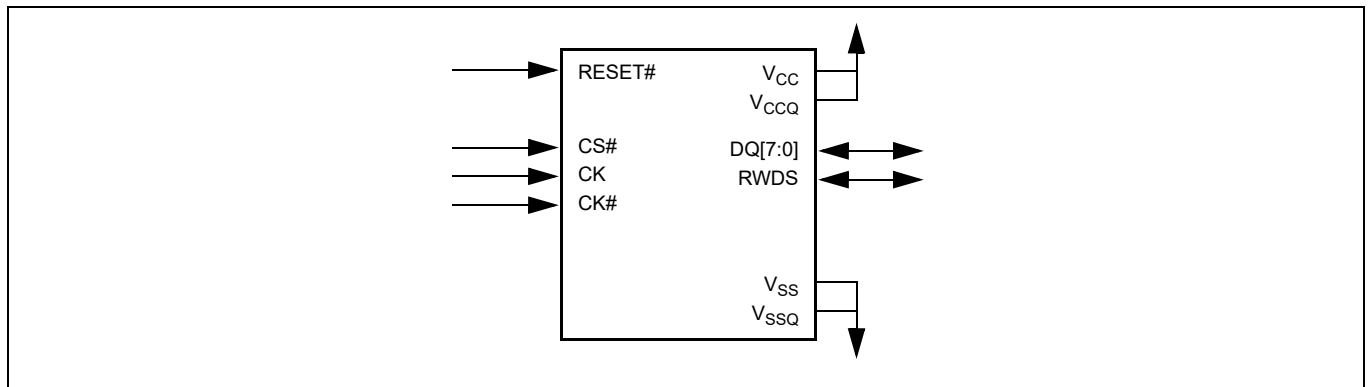 RESET#
CS#
CK
CK#
VCC
VCCQ
DQ[7:0]
RWDS
VSS
VSSQ